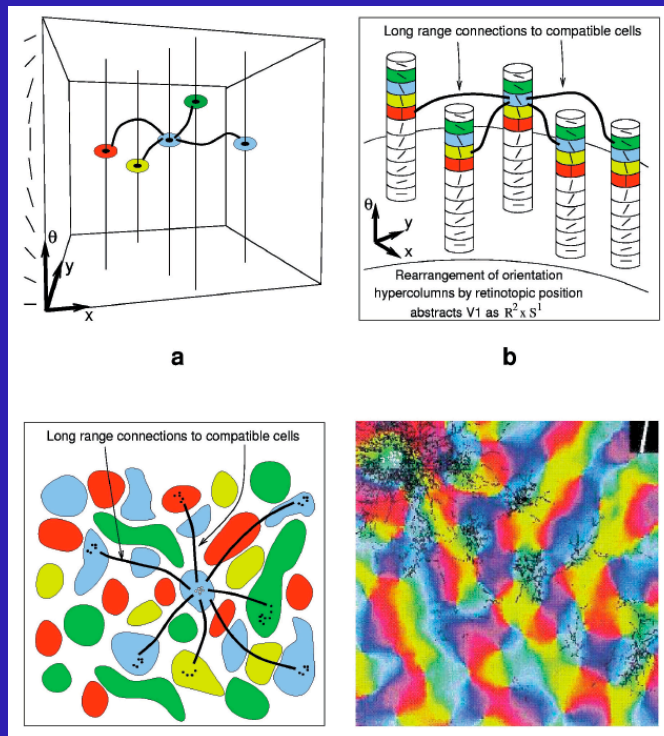 θ
y
x
a
Long range connections to compatible cells
θ
y
x
Rearrangement of orientation
hypercolumns by retinotopic position
abstracts V1 as R² x S¹
b
Long range connections to compatible cells